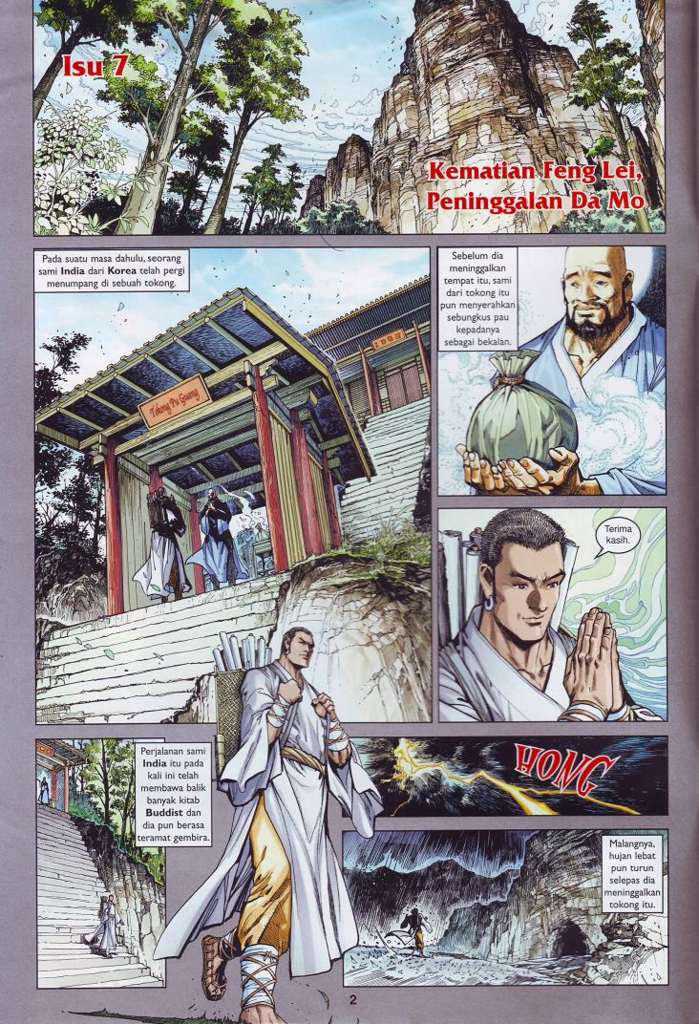 Isu 7
Kematian Feng Lei,
Peninggalan Da Mo
Pada suatu masa dahulu, seorang
sami India dari Korea telah pergi
menumpang di sebuah tokong.
Tokong Pu Guang
Sebelum dia
meninggalkan
tempat itu, sami
dari tokong itu
pun menyerahkan
sebungkus pau
kepadanya
sebagai bekalan.
Terima
kasih.
Perjalanan sami
India itu pada
kali ini telah
membawa balik
banyak kitab
Buddist dan
dia pun berasa
teramat gembira.
HONG
Malangnya,
hujan lebat
pun turun
selepas dia
meninggalkan
tokong itu.
2